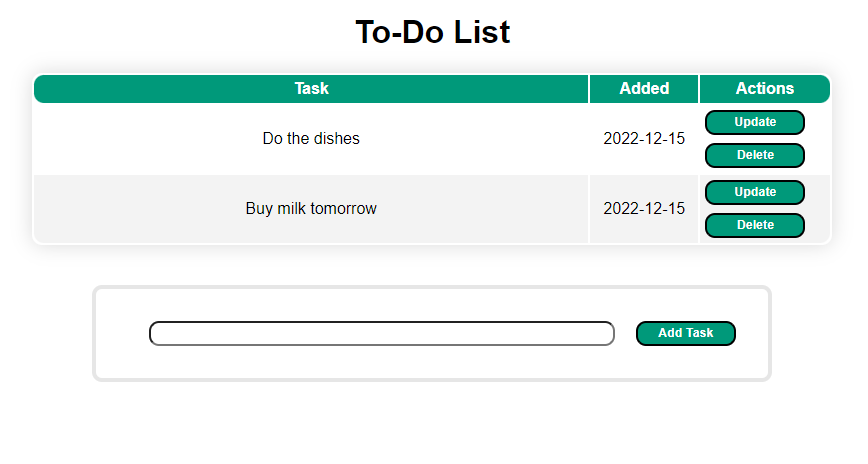 To-Do List
Task Added Actions
Do the dishes 2022-12-15 Update
Delete
Buy milk tomorrow 2022-12-15 Update
Delete
Add Task